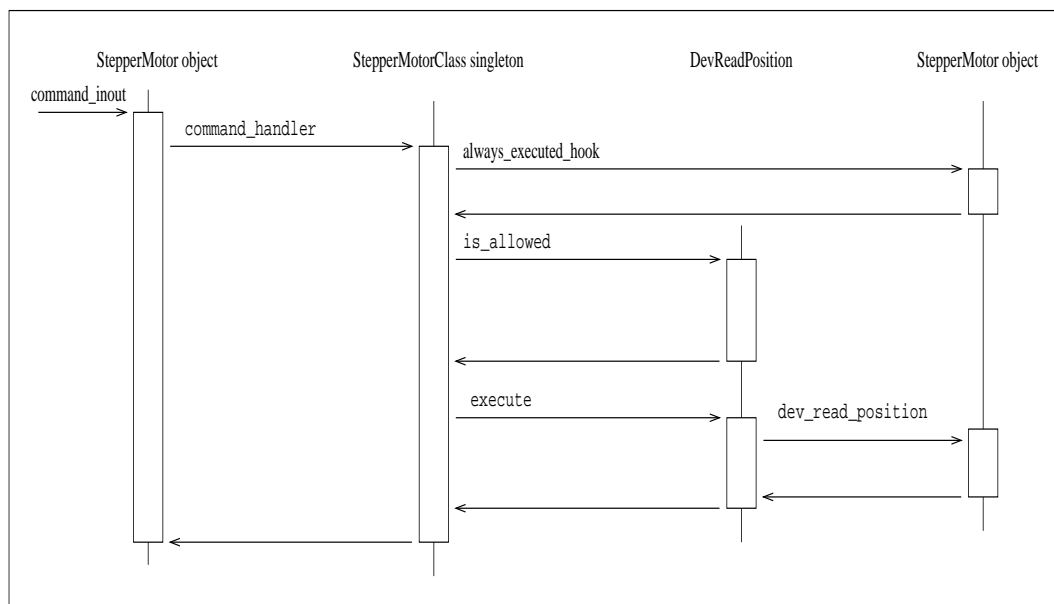 StepperMotor object
StepperMotorClass singleton
DevReadPosition
StepperMotor object
command_inout
command_handler
always_executed_hook
is_allowed
execute
dev_read_position